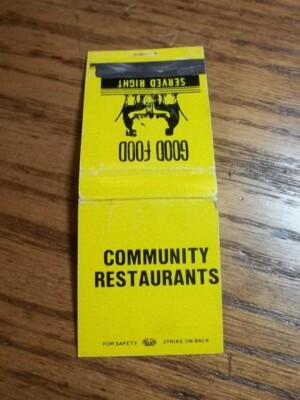 GOOD FOOD
SERVED RIGHT
COMMUNITY
RESTAURANTS
FOR SAFETY STRIKE ON BACK